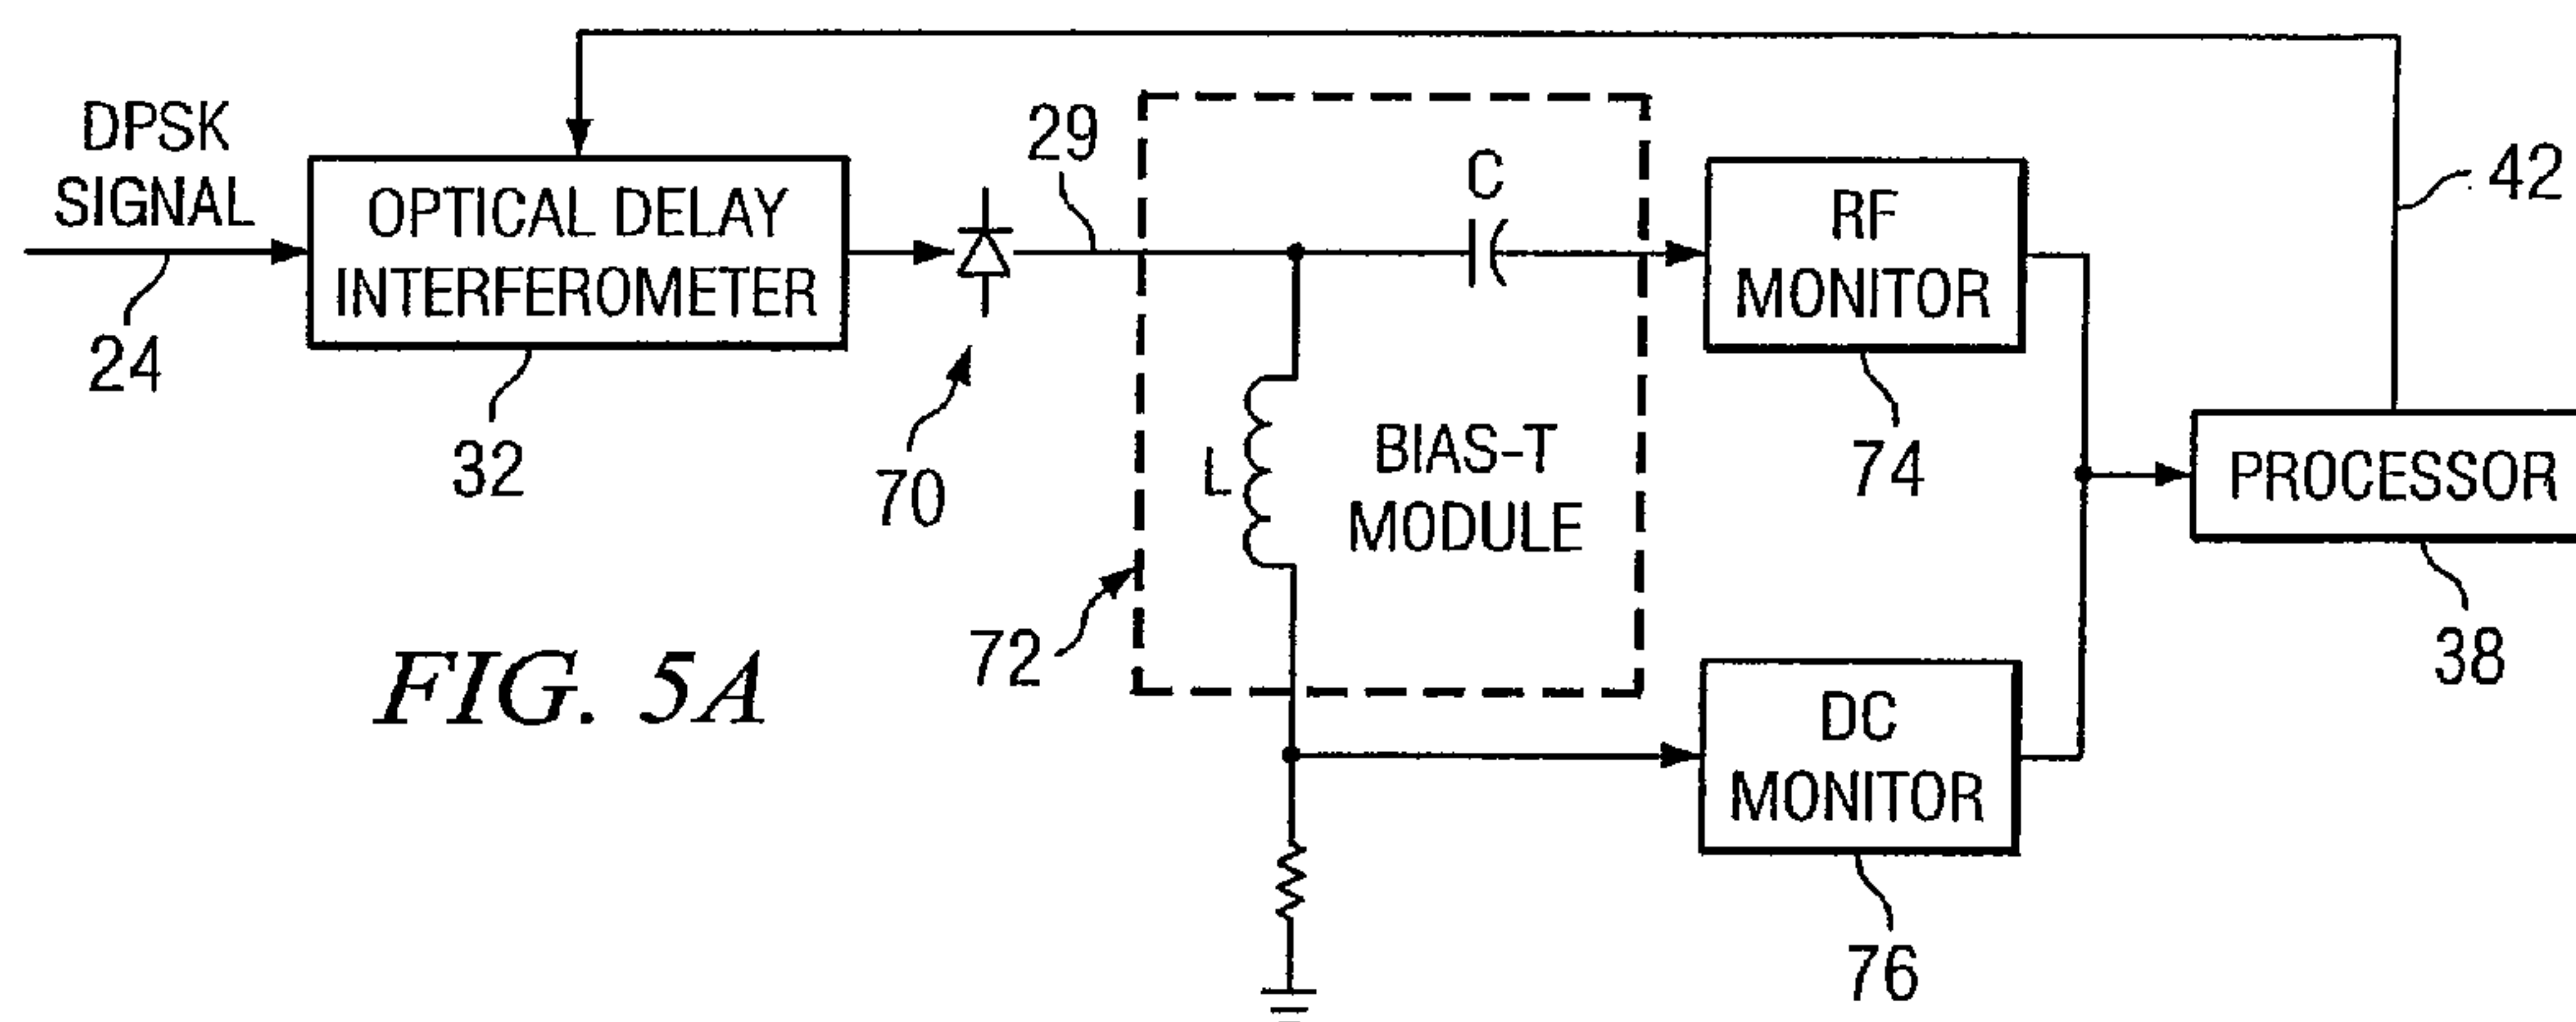 DPSK
SIGNAL
24
OPTICAL DELAY
INTERFEROMETER
32
70
29
C
L
BIAS-T
MODULE
72
RF
MONITOR
74
DC
MONITOR
76
42
PROCESSOR
38
FIG. 5A